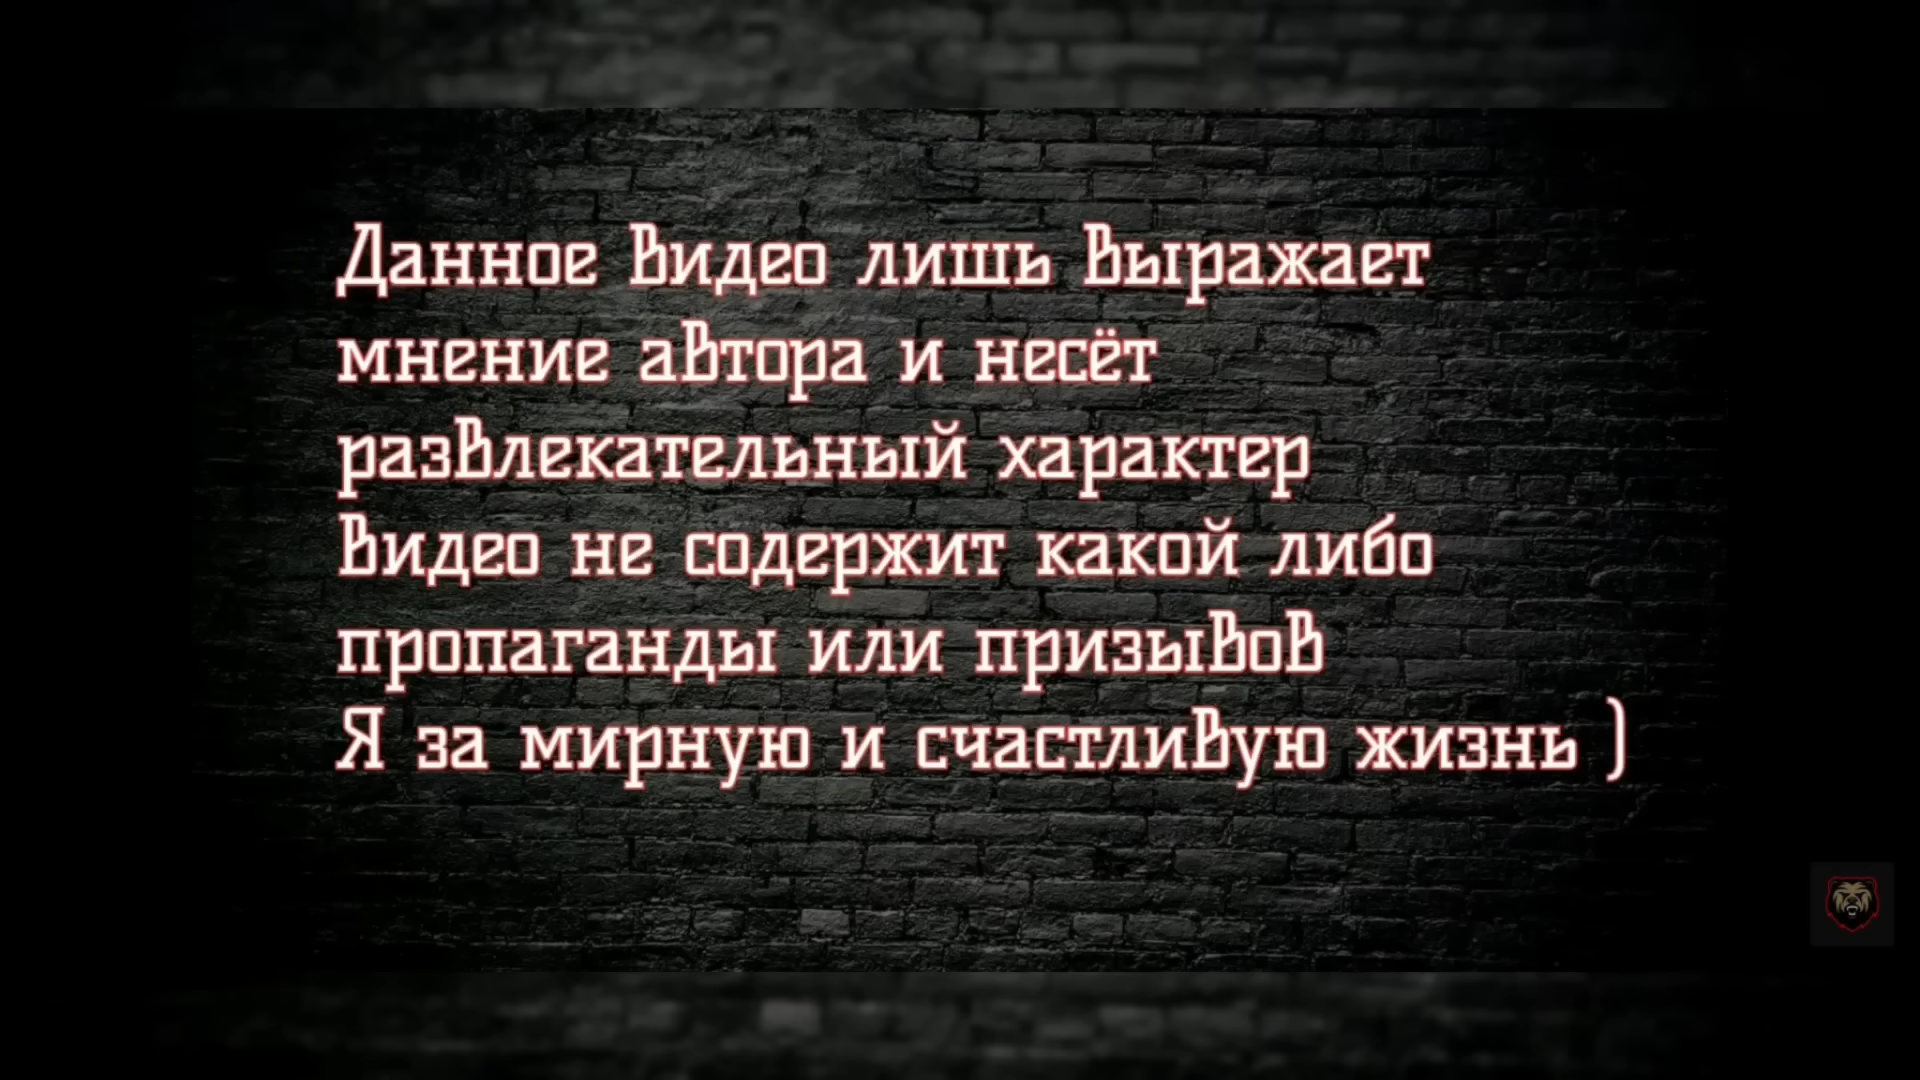 Данное видео лишь выражает
мнение автора и несёт
развлекательный характер
видео не содержит какой либо
пропаганды или призывов
Я за мирную и счастливую жизнь )